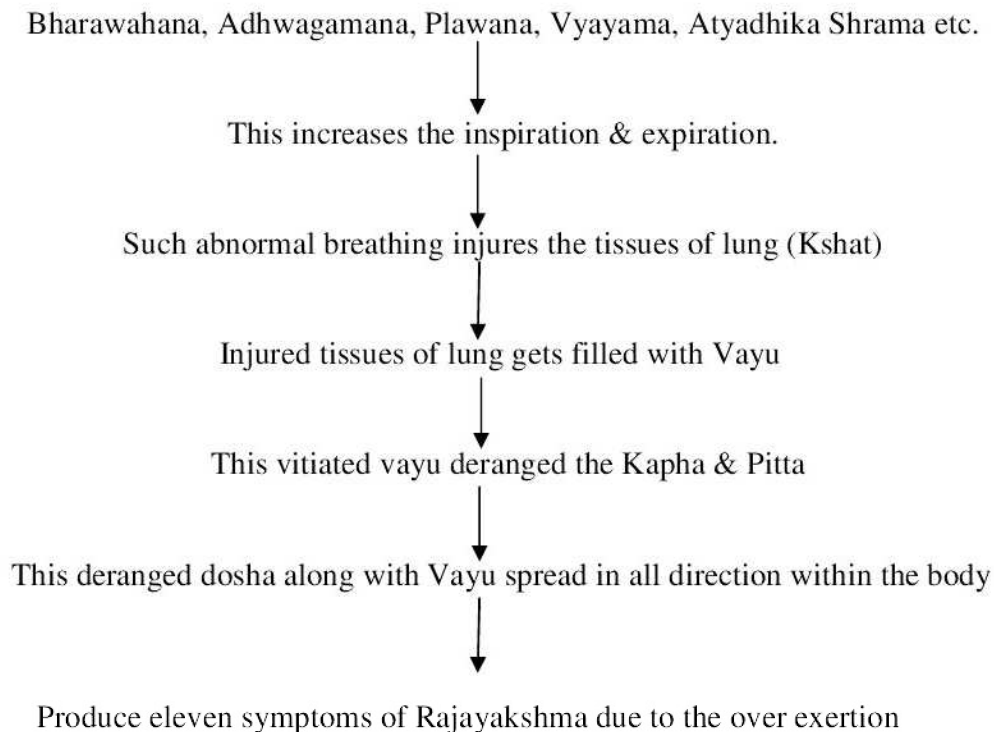 Bharawahana, Adhwagamana, Plawana, Vyayama, Atyadhika Shrama etc.
This increases the inspiration & expiration.
Such abnormal breathing injures the tissues of lung (Kshat)
Injured tissues of lung gets filled with Vayu
This vitiated vayu deranged the Kapha & Pitta
This deranged dosha along with Vayu spread in all direction within the body
Produce eleven symptoms of Rajayakshma due to the over exertion